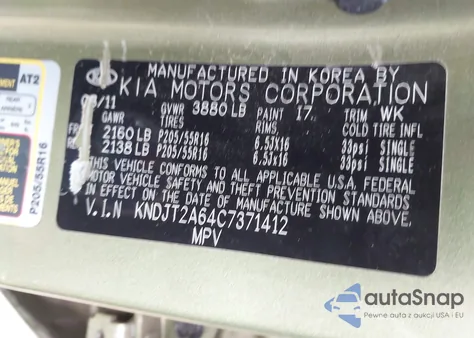 AT2
P205/55R16
MANUFACTURED IN KOREA BY
KIA MOTORS CORPORATION
/11 GVWR 3880 LB PAINT 17 TRIM WK
GAWR TIRES RIMS COLD TIRE INFL
2160 LB P205/55R16 6.5JX16 33psi SINGLE
2138 LB P205/55R16 6.5JX16 33psi SINGLE
THIS VEHICLE CONFORMS TO ALL APPLICABLE U.S.A. FEDERAL
MOTOR VEHICLE SAFETY AND THEFT PREVENTION STANDARDS
IN EFFECT ON THE DATE OF MANUFACTURE SHOWN ABOVE.
V.I.N KNDJT2A64C7371412
MPV
autoSnap
Pewne auta z aukcji USA i EU